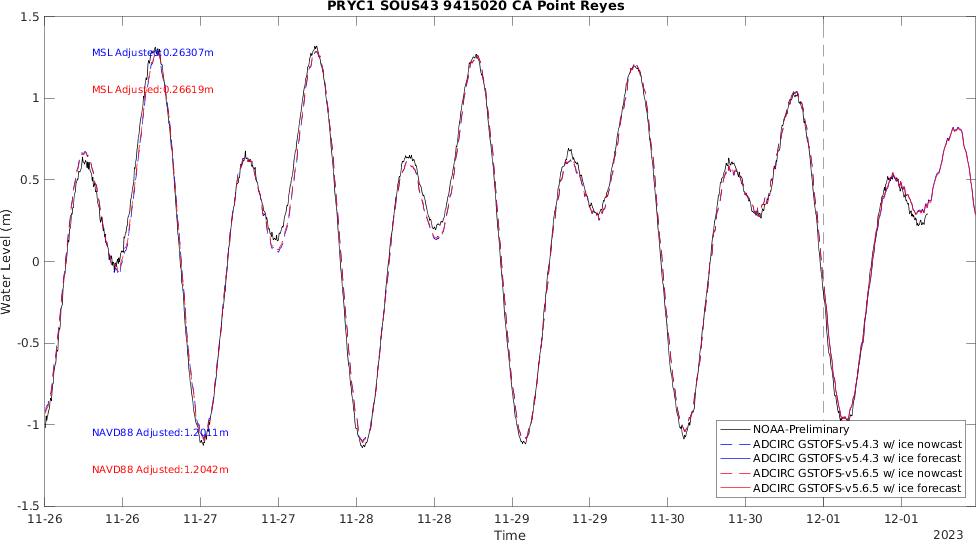 PRYC1 SOUS43 9415020 CA Point Reyes
1.5
1
0.5
0
-0.5
-1
-1.5
Water Level (m)
MSL Adjusted:0.26307m
MSL Adjusted:0.26619m
NAVD88 Adjusted:1.2011m
NAVD88 Adjusted:1.2042m
NOAA-Preliminary
ADCIRC GSTOFS-v5.4.3 w/ ice nowcast
ADCIRC GSTOFS-v5.4.3 w/ ice forecast
ADCIRC GSTOFS-v5.6.5 w/ ice nowcast
ADCIRC GSTOFS-v5.6.5 w/ ice forecast
11-26 11-26 11-27 11-27 11-28 11-28 11-29 11-29 11-30 11-30 12-01 12-01
Time
2023